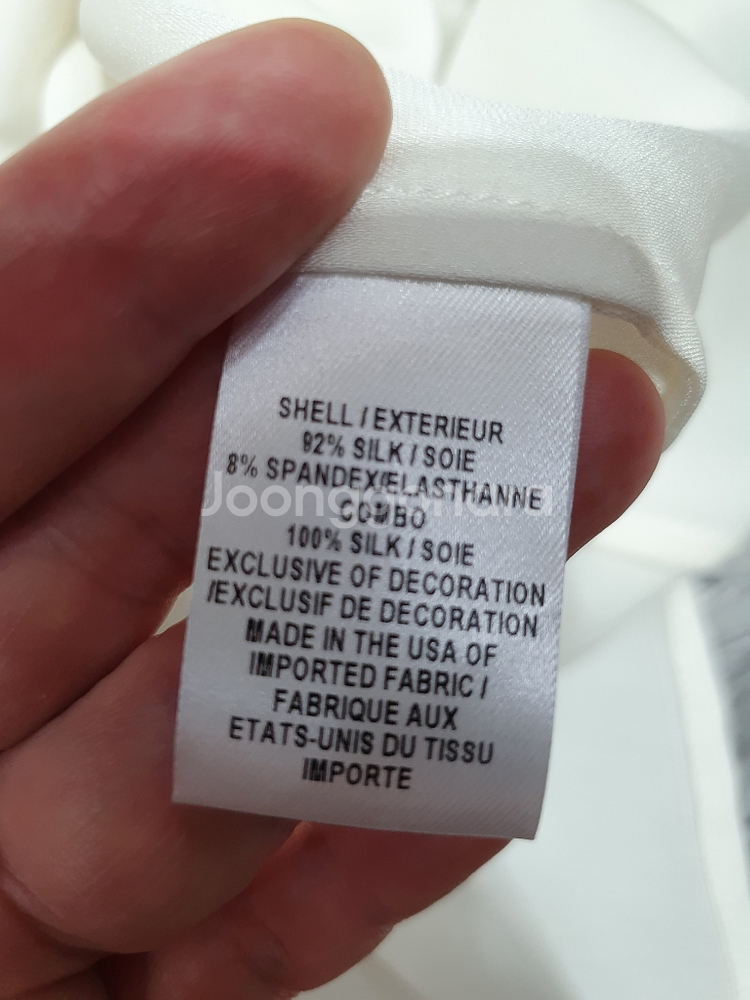 SHELL / EXTERIEUR
92% SILK / SOIE
8% SPANDEX/ELASTHANNE
Joonggonara
COMBO
100% SILK / SOIE
EXCLUSIVE OF DECORATION
/EXCLUSIF DE DECORATION
MADE IN THE USA OF
IMPORTED FABRIC /
FABRIQUE AUX
ETATS-UNIS DU TISSU
IMPORTE